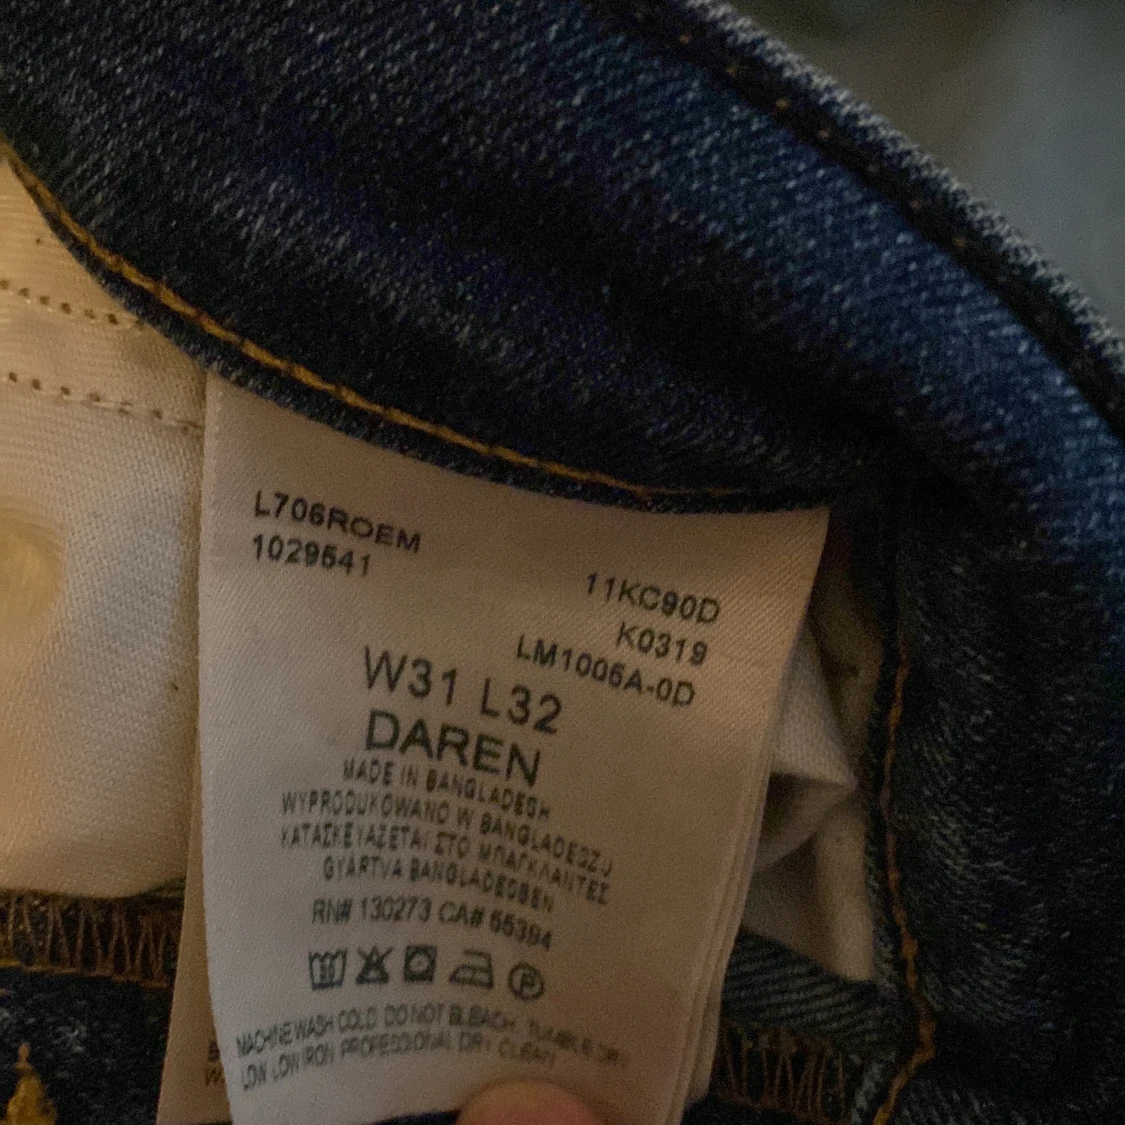 L706ROEM
1029541
11KC90D
K0319
LM1006A-0D
W31 L32
DAREN
MADE IN BANGLADESH
WYPRODUKOWANO W BANGLADESZU
ΚΑΤΑΣΚΕΥΑΖΕΤΑΙ ΣΤΟ ΜΠΑΓΚΛΑΝΤΕΣ
GYÁRTVA BANGLADESBEN
RN# 130273 CA# 55394
P
MACHINE WASH COLD DO NOT BLEACH TUMBLE DRY
LOW LOW IRON PROFESSIONAL DRY CLEAN